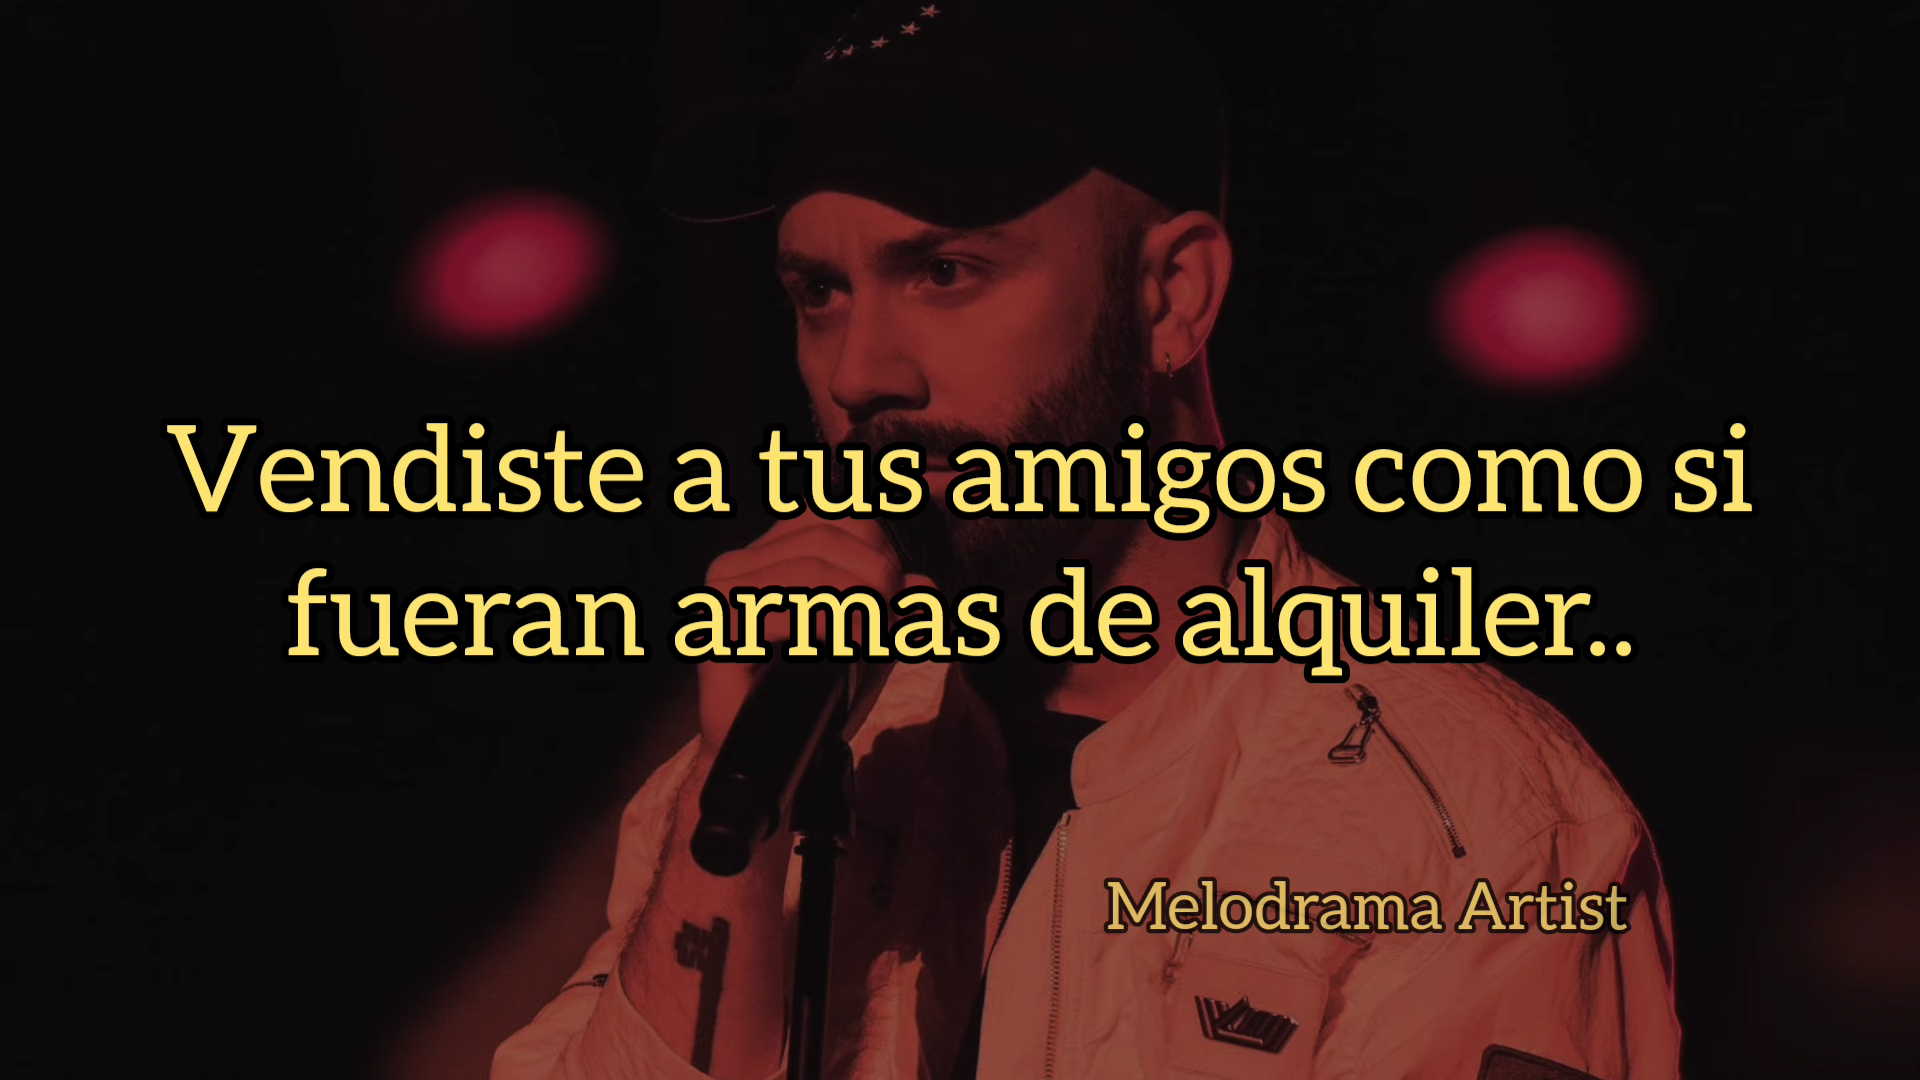 Vendiste a tus amigos como si
fueran armas de alquiler..
Melodrama Artist